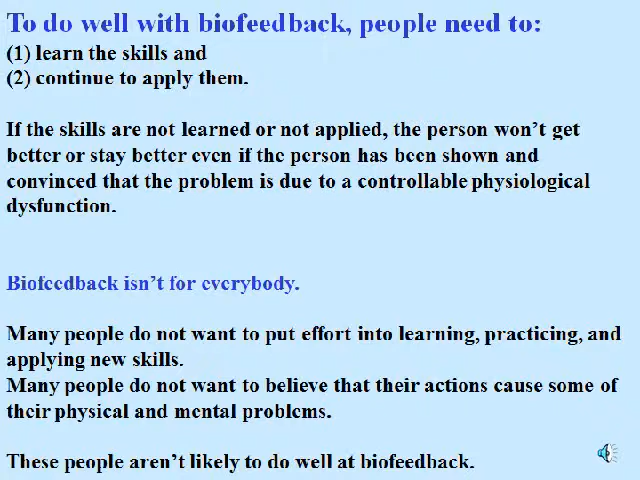 To do well with biofeedback, people need to:
(1) learn the skills and
(2) continue to apply them.
If the skills are not learned or not applied, the person won't get
better or stay better even if the person has been shown and
convinced that the problem is due to a controllable physiological
dysfunction.
Biofeedback isn't for everybody.
Many people do not want to put effort into learning, practicing, and
applying new skills.
Many people do not want to believe that their actions cause some of
their physical and mental problems.
These people aren't likely to do well at biofeedback.